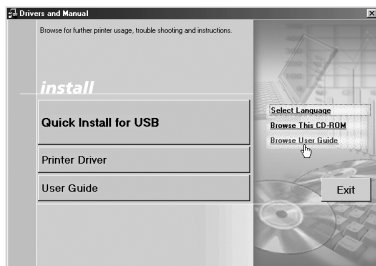 Drivers and Manual
Browse for further printer usage, trouble shooting and instructions.
install
Quick Install for USB
Printer Driver
User Guide
Select Language
Browse This CD-ROM
Browse User Guide
Exit